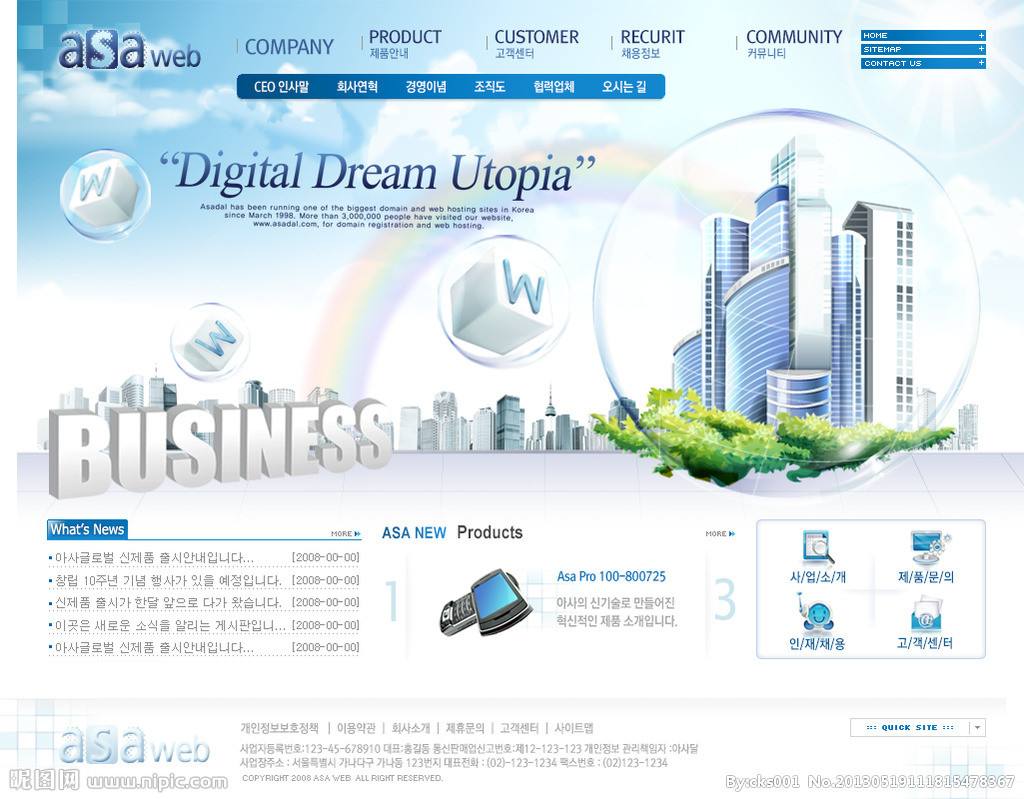 asa web
COMPANY
PRODUCT
제품안내
CUSTOMER
고객센터
RECURIT
채용정보
COMMUNITY
커뮤니티
HOME +
SITEMAP +
CONTACT US +
CEO 인사말 회사연혁 경영이념 조직도 협력업체 오시는 길
“Digital Dream Utopia”
Asadal has been running one of the biggest domain and web hosting sites in Korea
since March 1998. More than 3,000,000 people have visited our website,
www.asadal.com, for domain registration and web hosting.
W
W
W
BUSINESS
What's News
MORE
아사글로벌 신제품 출시안내입니다... [2008-00-00]
창립 10주년 기념 행사가 있을 예정입니다. [2008-00-00]
신제품 출시가 한달 앞으로 다가 왔습니다. [2008-00-00]
이곳은 새로운 소식을 알리는 게시판입니... [2008-00-00]
아사글로벌 신제품 출시안내입니다... [2008-00-00]
ASA NEW Products
MORE
1
Asa Pro 100-800725
아사의 신기술로 만들어진
혁신적인 제품 소개입니다.
3
사/업/소/개
제/품/문/의
인/재/채/용
고/객/센/터
asa web
개인정보보호정책 | 이용약관 | 회사소개 | 제휴문의 | 고객센터 | 사이트맵
사업자등록번호:123-45-678910 대표:홍길동 통신판매업신고번호:제12-123-123 개인정보 관리책임자 :아사달
사업장주소 : 서울특별시 가나다구 가나동 123번지 대표전화 : (02)-123-1234 팩스번호 : (02)123-1234
COPYRIGHT 2008 ASA WEB ALL RIGHT RESERVED.
::: QUICK SITE :::
昵图网 www.nipic.com
By:cks001 No.20130519111815478367